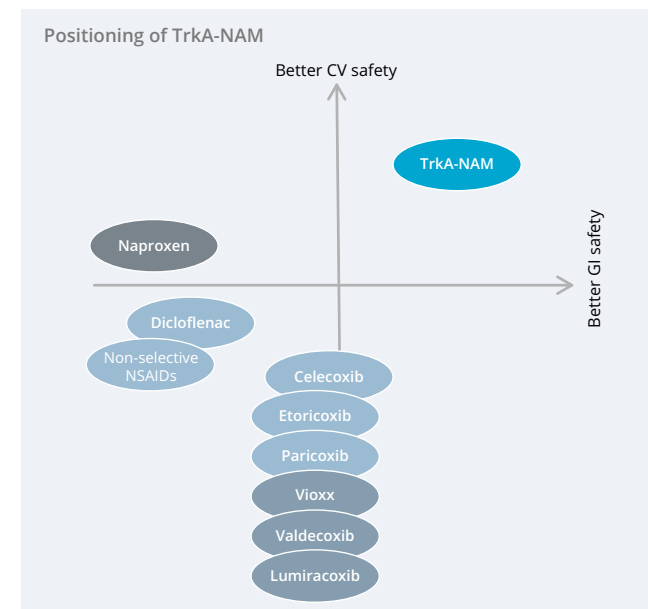 Positioning of TrkA-NAM
Better CV safety
TrkA-NAM
Naproxen
Better GI safety
Dicloflenac
Non-selective
NSAIDs
Celecoxib
Etoricoxib
Paricoxib
Vioxx
Valdecoxib
Lumiracoxib